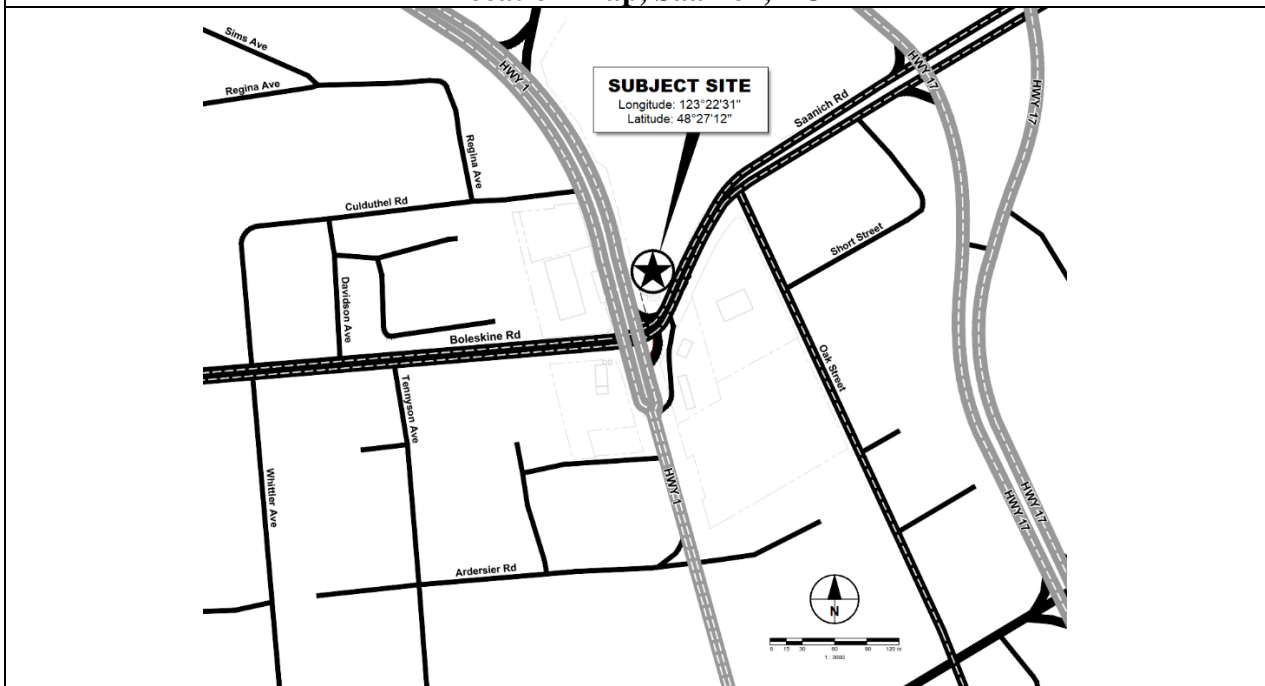 Sims Ave
HWY 1
HWY 17
SUBJECT SITE
Longitude: 123°22'31"
Latitude: 48°27'12"
Regina Ave
HWY 17
Saanich Rd
Regina Ave
Culduthel Rd
Short Street
Davidson Ave
Boleskine Rd
Oak Street
Tennyson Ave
Whittier Ave
HWY 1
HWY 17
HWY 17
Ardersier Rd
N
0 15 30 60 90 120 m
1 : 3000